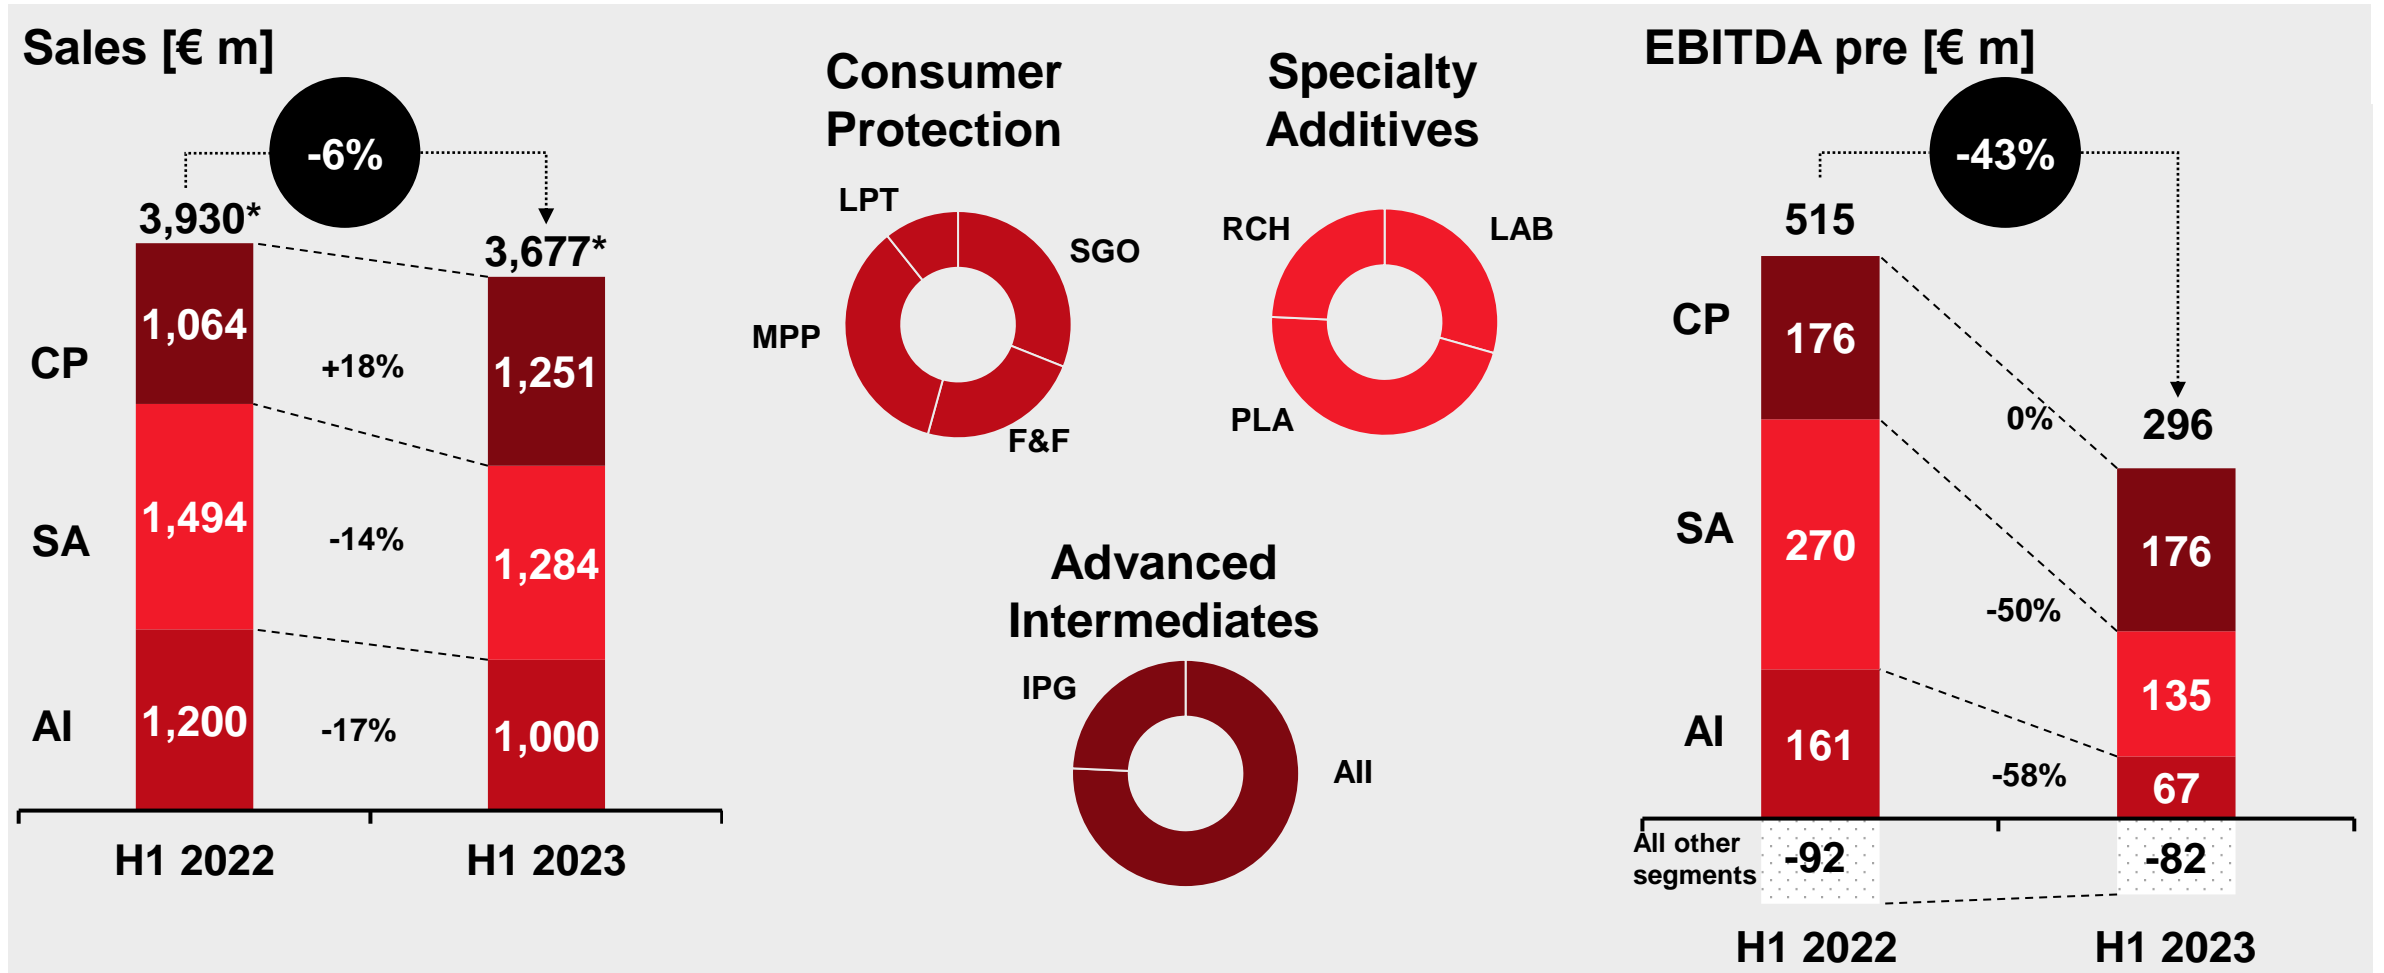 Sales [€ m]
-6%
3,930*
3,677*
CP
1,064
+18%
1,251
SA
1,494
-14%
1,284
AI
1,200
-17%
1,000
H1 2022
H1 2023
Consumer
Protection
LPT
SGO
MPP
F&F
Specialty
Additives
RCH
LAB
PLA
Advanced
Intermediates
IPG
AII
EBITDA pre [€ m]
-43%
515
296
CP
176
0%
176
SA
270
-50%
135
AI
161
-58%
67
All other
segments
-92
-82
H1 2022
H1 2023